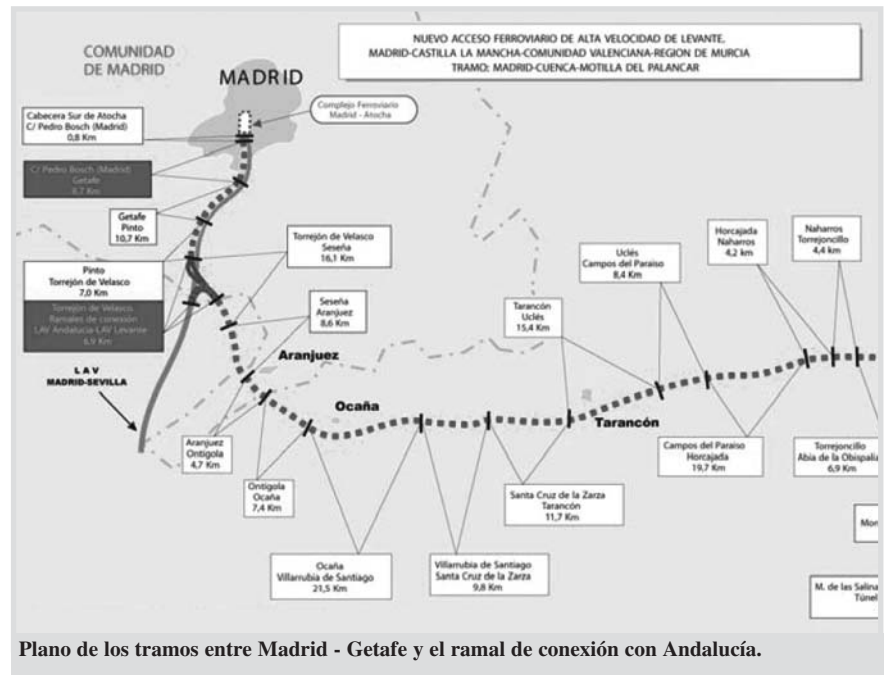 NUEVO ACCESO FERROVIARIO DE ALTA VELOCIDAD DE LEVANTE.
MADRID-CASTILLA LA MANCHA-COMUNIDAD VALENCIANA-REGION DE MURCIA
TRAMO: MADRID-CUENCA-MOTILLA DEL PALANCAR
COMUNIDAD
DE MADRID
MADRID
Complejo Ferroviario
Madrid - Atocha
Cabecera Sur de Atocha
C/ Pedro Bosch (Madrid)
0,8 Km
C/ Pedro Bosch (Madrid)
Getafe
8,7 Km
Getafe
Pinto
10,7 Km
Torrejón de Velasco
Seseña
16,1 Km
Pinto
Torrejón de Velasco
7,0 Km
Torrejón de Velasco
Ramales de conexión
LAV Andalucía-LAV Levante
6,9 Km
Seseña
Aranjuez
8,6 Km
L A V
MADRID-SEVILLA
Aranjuez
Ocaña
Tarancón
Tarancón
Uclés
15,4 Km
Uclés
Campos del Paraiso
8,4 Km
Horcajada
Naharros
4,2 km
Naharros
Torrejoncillo
4,4 km
Aranjuez
Ontígola
4,7 Km
Ontígola
Ocaña
7,4 Km
Ocaña
Villarrubia de Santiago
21,5 Km
Villarrubia de Santiago
Santa Cruz de la Zarza
9,8 Km
Santa Cruz de la Zarza
Tarancón
11,7 Km
Campos del Paraiso
Horcajada
19,7 Km
Torrejoncillo
Abia de la Obispalía
6,9 Km
Mon
M. de las Salina
Túnel
Plano de los tramos entre Madrid - Getafe y el ramal de conexión con Andalucía.